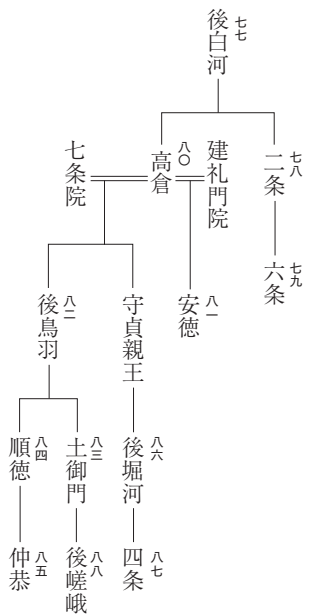 七七
後白河
七八
二条
七九
六条
建礼門院
八〇
高倉
七条院
八一
安徳
守貞親王
八二
後鳥羽
八六
後堀河
八七
四条
八三
土御門
八八
後嵯峨
八四
順徳
八五
仲恭